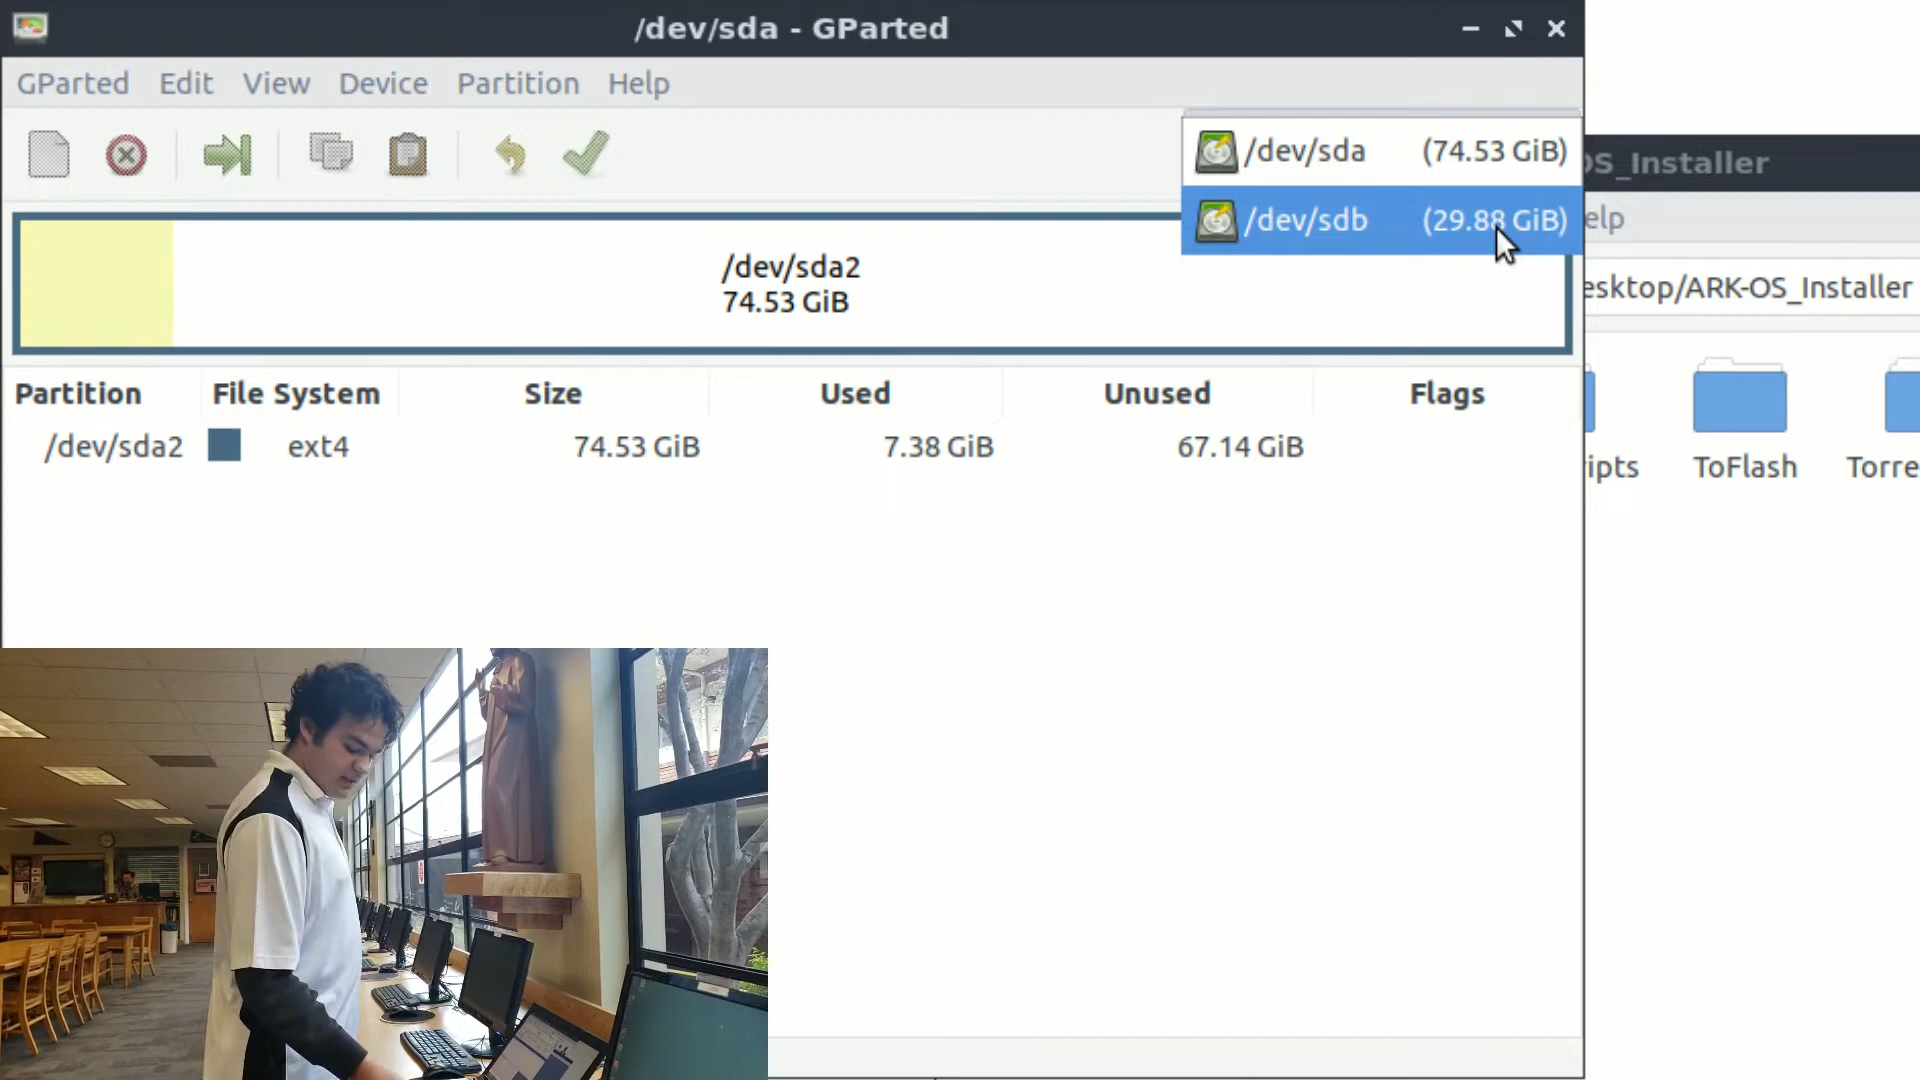 /dev/sda - GParted
GParted Edit View Device Partition Help
/dev/sda (74.53 GiB)
/dev/sdb (29.88 GiB)
/dev/sda2
74.53 GiB
Partition File System Size Used Unused Flags
/dev/sda2 ext4 74.53 GiB 7.38 GiB 67.14 GiB
OS_Installer
elp
esktop/ARK-OS_Installer
ipts ToFlash Torre